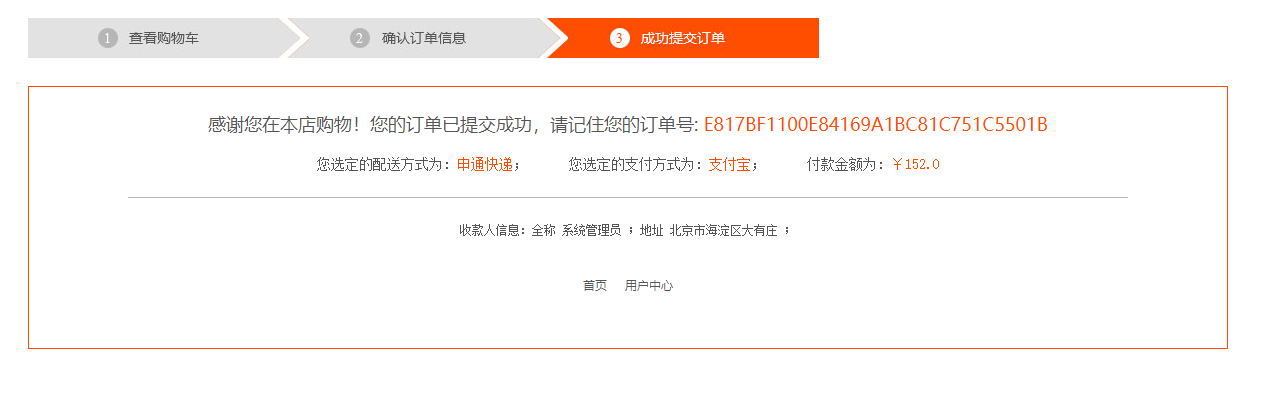 1 查看购物车 2 确认订单信息 3 成功提交订单
感谢您在本店购物！您的订单已提交成功，请记住您的订单号: E817BF1100E84169A1BC81C751C5501B
您选定的配送方式为：申通快递； 您选定的支付方式为：支付宝； 付款金额为：￥152.0
收款人信息：全称 系统管理员 ；地址 北京市海淀区大有庄 ；
首页 用户中心